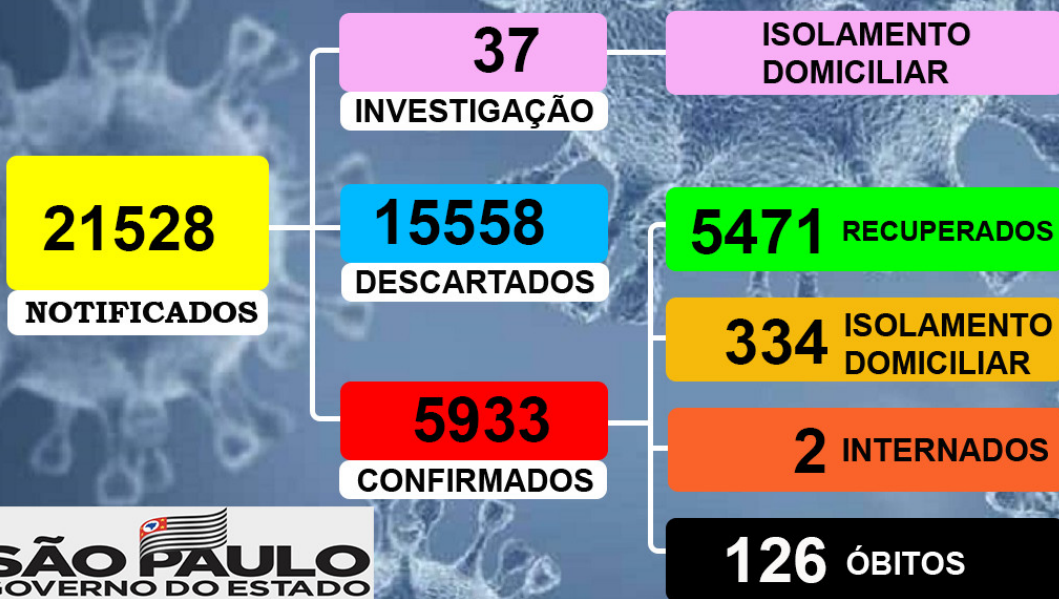 37
INVESTIGAÇÃO
ISOLAMENTO
DOMICILIAR
21528
NOTIFICADOS
15558
DESCARTADOS
5933
CONFIRMADOS
5471 RECUPERADOS
334 ISOLAMENTO
DOMICILIAR
2 INTERNADOS
126 ÓBITOS
SÃO PAULO
GOVERNO DO ESTADO